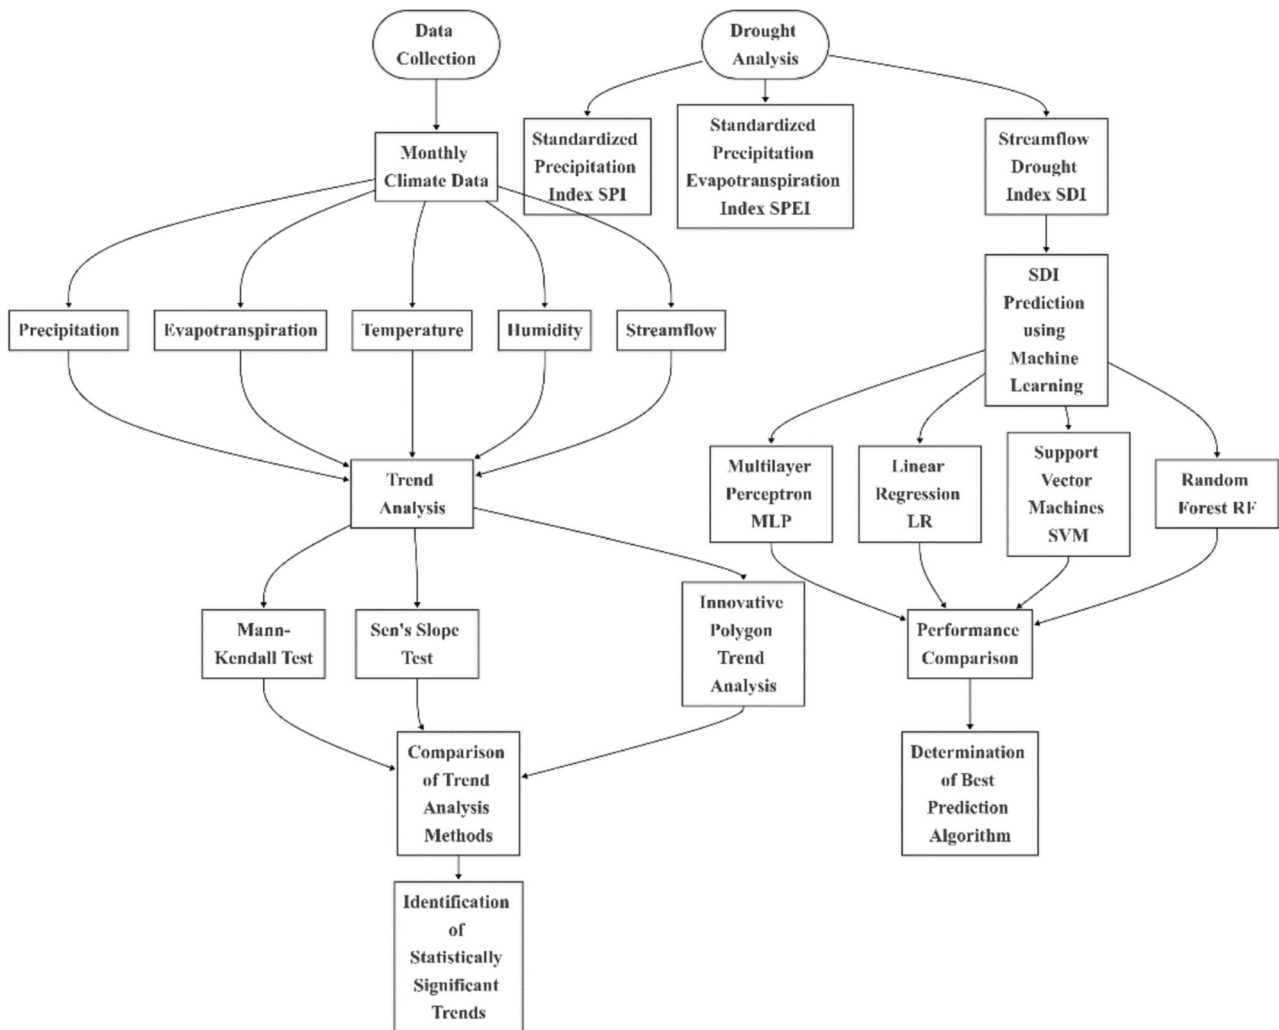 Data
Collection
Drought
Analysis
Monthly
Climate Data
Standardized
Precipitation
Index SPI
Standardized
Precipitation
Evapotranspiration
Index SPEI
Streamflow
Drought
Index SDI
Precipitation
Evapotranspiration
Temperature
Humidity
Streamflow
SDI
Prediction
using
Machine
Learning
Trend
Analysis
Multilayer
Perceptron
MLP
Linear
Regression
LR
Support
Vector
Machines
SVM
Random
Forest RF
Mann-
Kendall Test
Sen's Slope
Test
Innovative
Polygon
Trend
Analysis
Performance
Comparison
Comparison
of Trend
Analysis
Methods
Determination
of Best
Prediction
Algorithm
Identification
of
Statistically
Significant
Trends